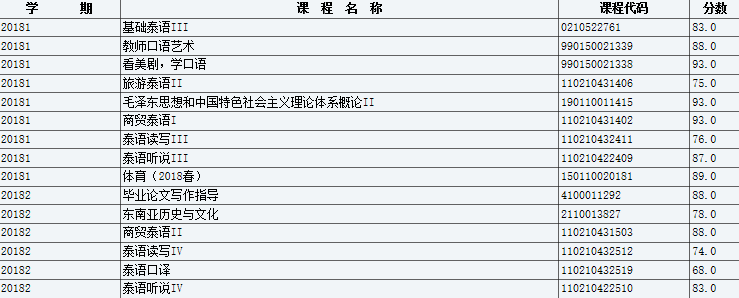 学 期 课 程 名 称 课程代码 分数
20181 基础泰语III 0210522761 83.0
20181 教师口语艺术 990150021339 88.0
20181 看美剧，学口语 990150021338 93.0
20181 旅游泰语II 110210431406 75.0
20181 毛泽东思想和中国特色社会主义理论体系概论II 190110011415 93.0
20181 商贸泰语I 110210431402 93.0
20181 泰语读写III 110210432411 76.0
20181 泰语听说III 110210422409 87.0
20181 体育（2018春） 150110020181 89.0
20182 毕业论文写作指导 4100011292 88.0
20182 东南亚历史与文化 2110013827 78.0
20182 商贸泰语II 110210431503 88.0
20182 泰语读写IV 110210432512 74.0
20182 泰语口译 110210432519 68.0
20182 泰语听说IV 110210422510 83.0